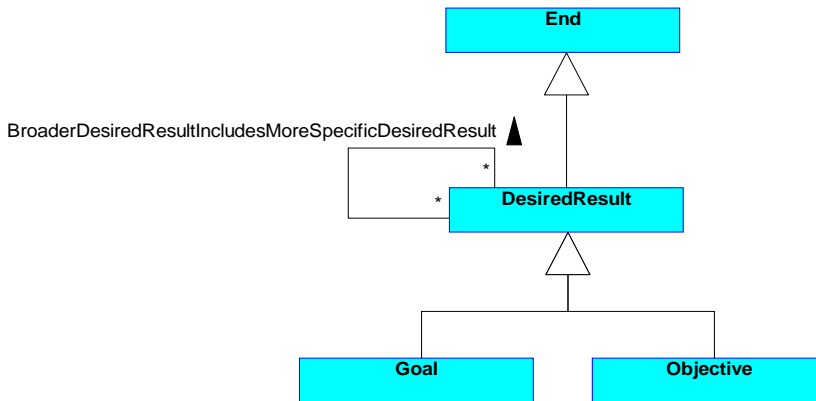 End
BroaderDesiredResultIncludesMoreSpecificDesiredResult
*
*
DesiredResult
Goal
Objective